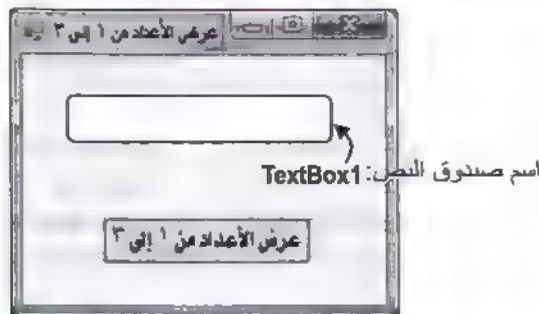 عرض الأعداد من ١ إلى ٣
اسم صندوق النص: TextBox1
عرض الأعداد من ١ إلى ٣